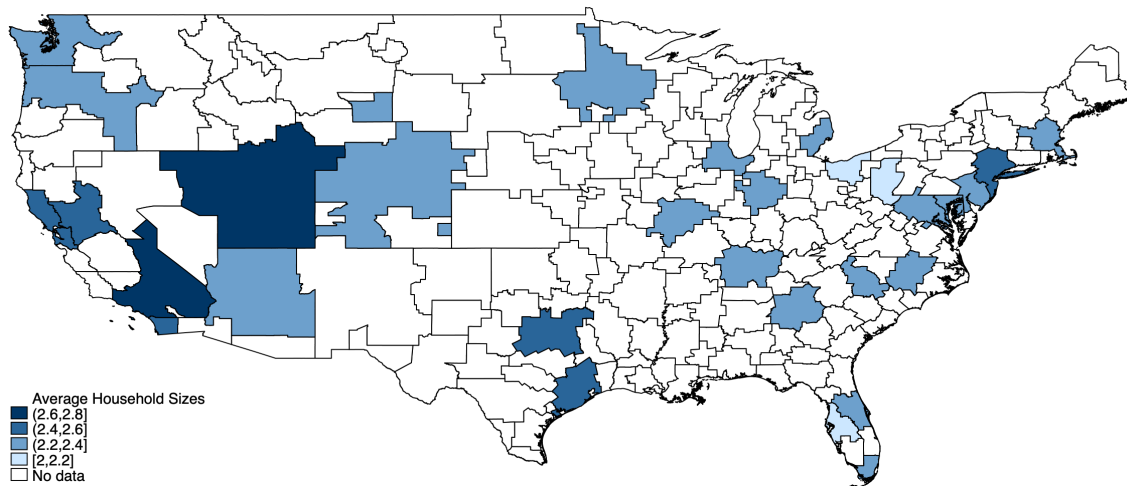 Average Household Sizes
(2.6,2.8]
(2.4,2.6]
(2.2,2.4]
[2,2.2]
No data